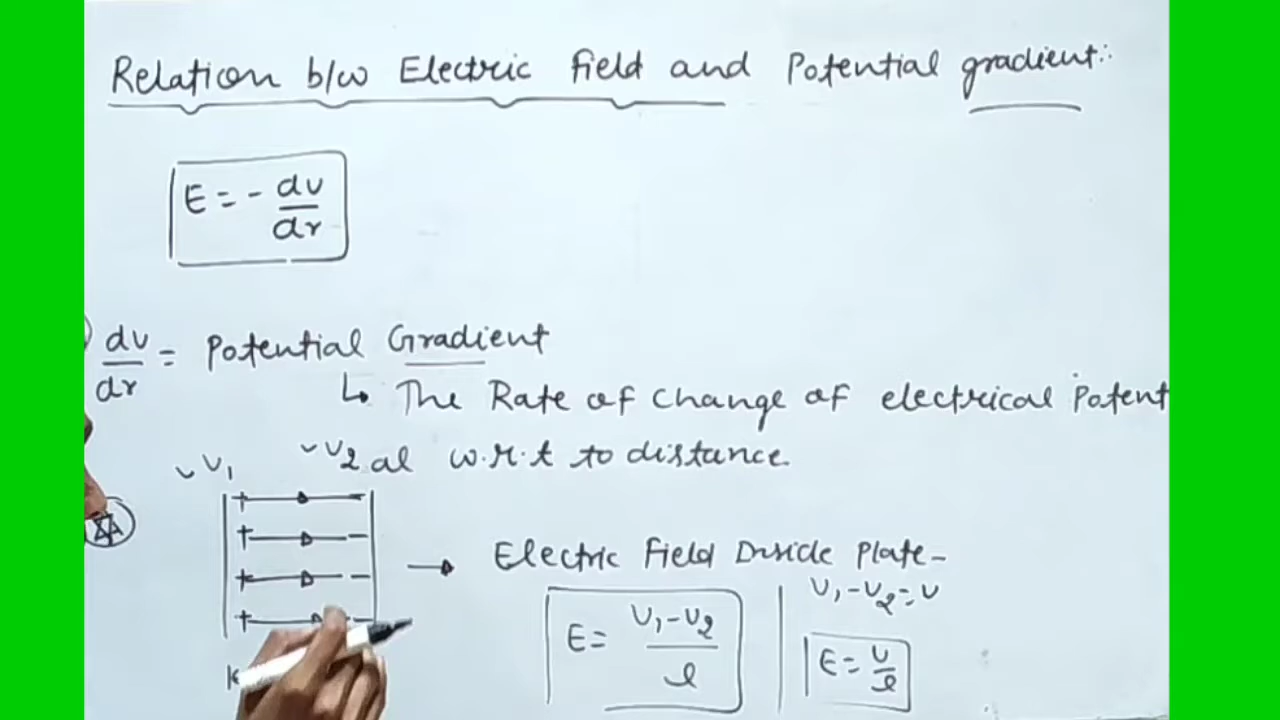 Relation b/w Electric field and Potential gradient:
E = - dv/dr
dv/dr = Potential Gradient
↳ The Rate of change of electrical Potent
al w.r.t to distance.
V1 V2
+ -
+ -
+ -
+ -
→ Electric field Inside Plate-
E = V1-V2/l
V1-V2=V
E = V/l